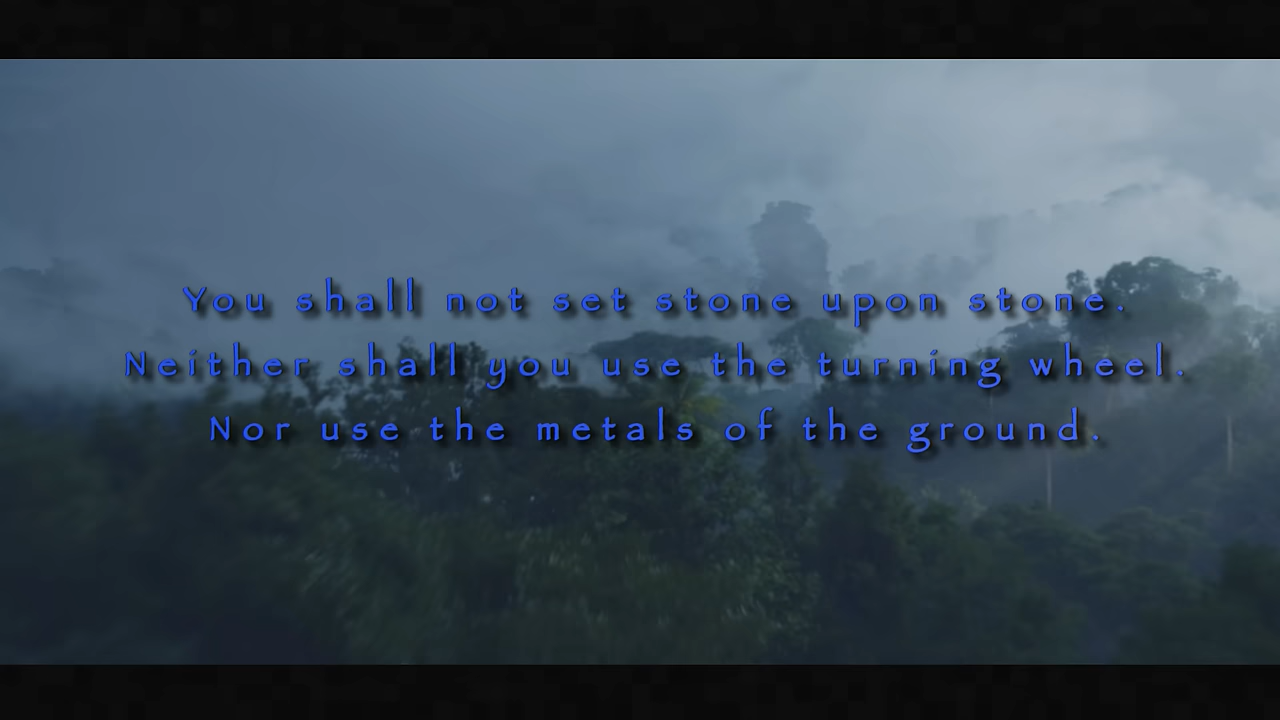 You shall not set stone upon stone.
Neither shall you use the turning wheel.
Nor use the metals of the ground.